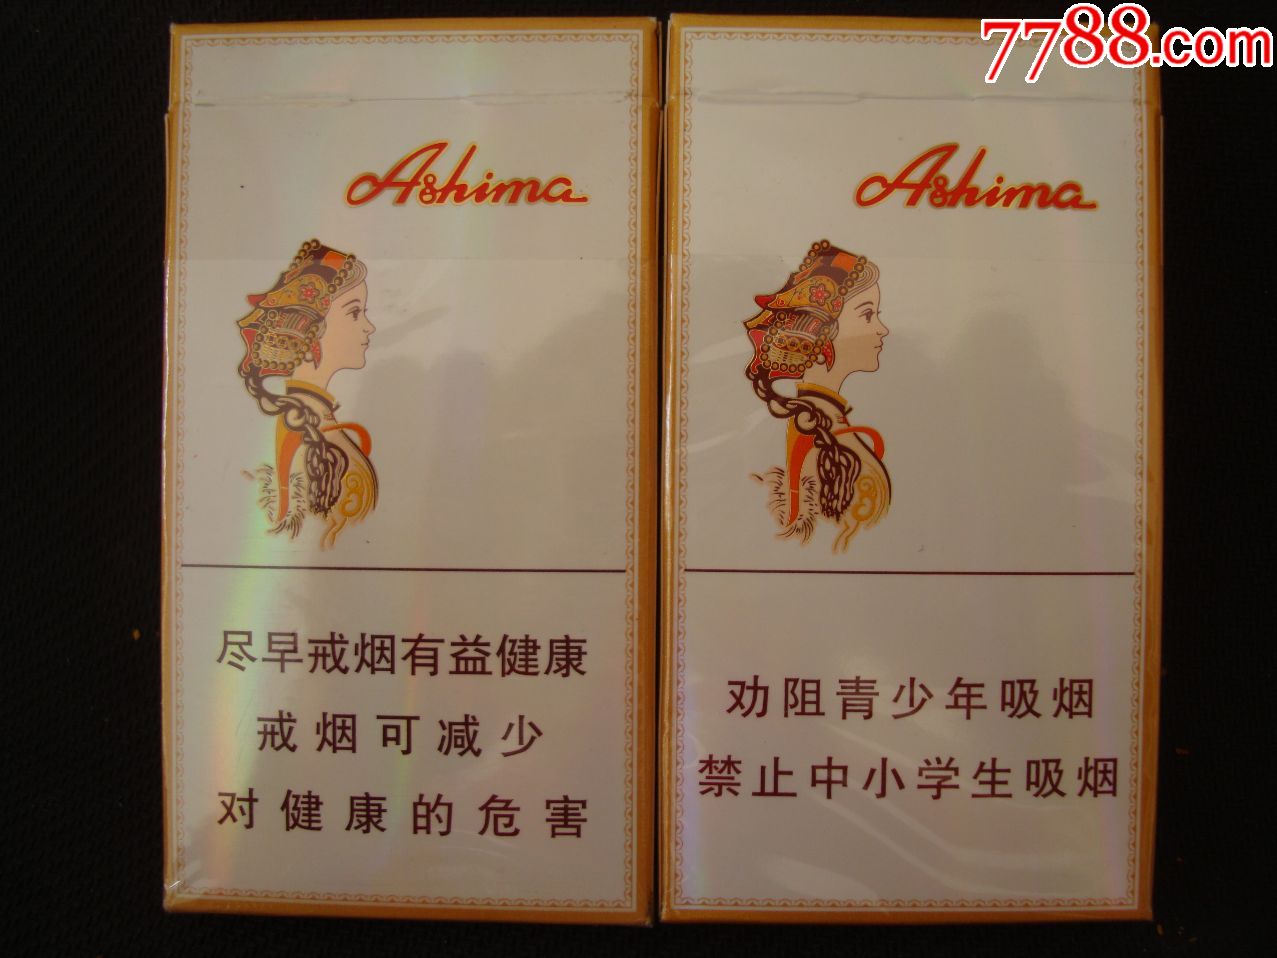 7788.com
Ashima
尽早戒烟有益健康
戒烟可减少
对健康的危害
Ashima
劝阻青少年吸烟
禁止中小学生吸烟